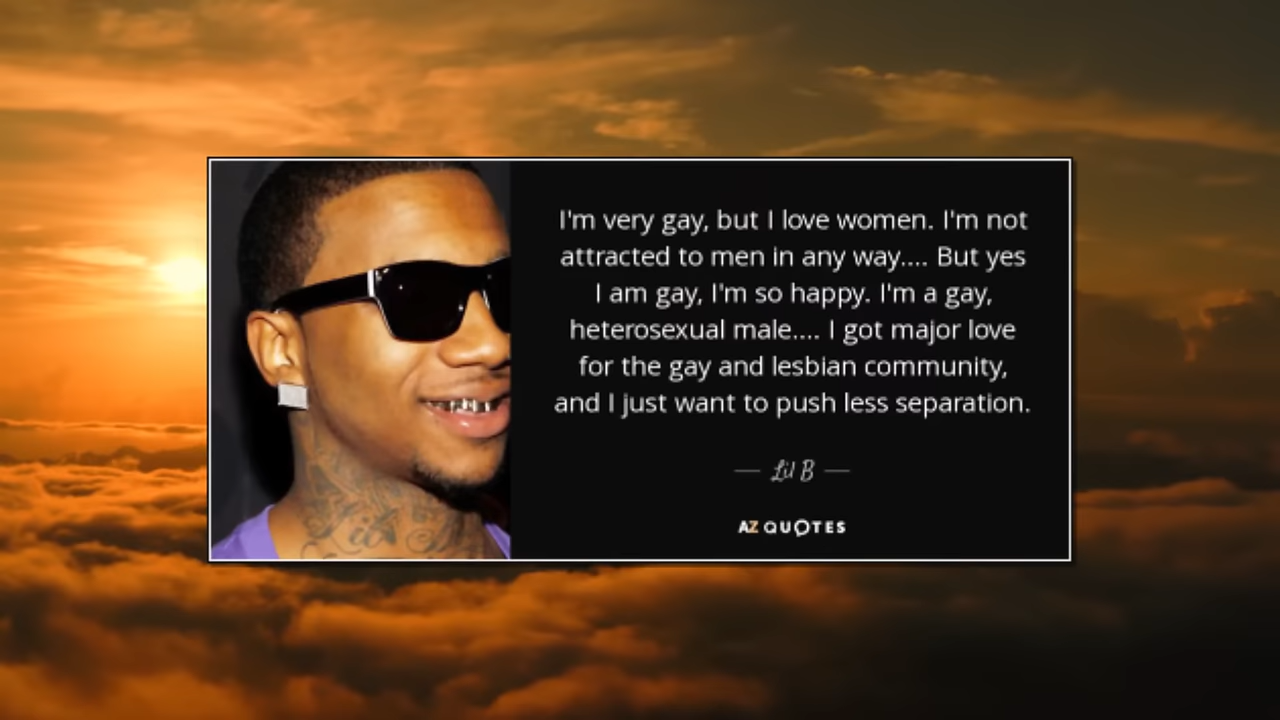 I'm very gay, but I love women. I'm not
attracted to men in any way.... But yes
I am gay, I'm so happy. I'm a gay,
heterosexual male.... I got major love
for the gay and lesbian community,
and I just want to push less separation.
— Lil B —
AZ QUOTES